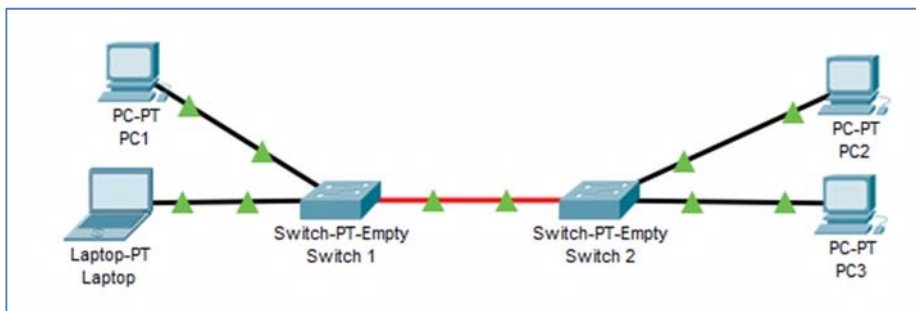 PC-PT
PC1
Laptop-PT
Laptop
Switch-PT-Empty
Switch 1
Switch-PT-Empty
Switch 2
PC-PT
PC2
PC-PT
PC3